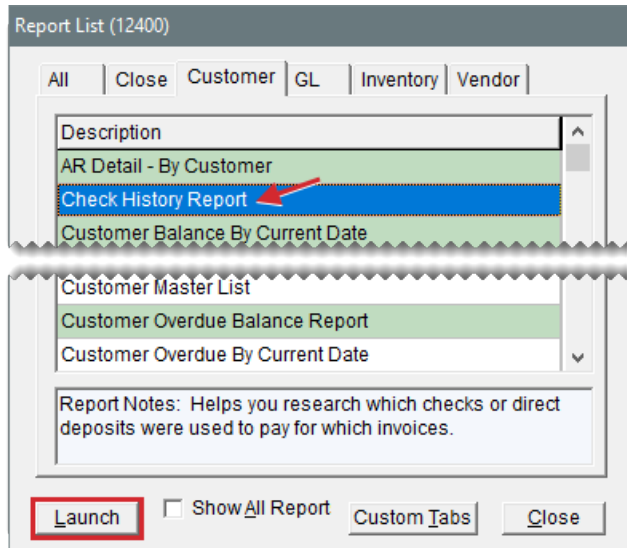 Report List (12400)
All Close Customer GL Inventory Vendor
Description
AR Detail - By Customer
Check History Report
Customer Balance By Current Date
Customer Master List
Customer Overdue Balance Report
Customer Overdue By Current Date
Report Notes: Helps you research which checks or direct
deposits were used to pay for which invoices.
Launch Show All Report Custom Tabs Close